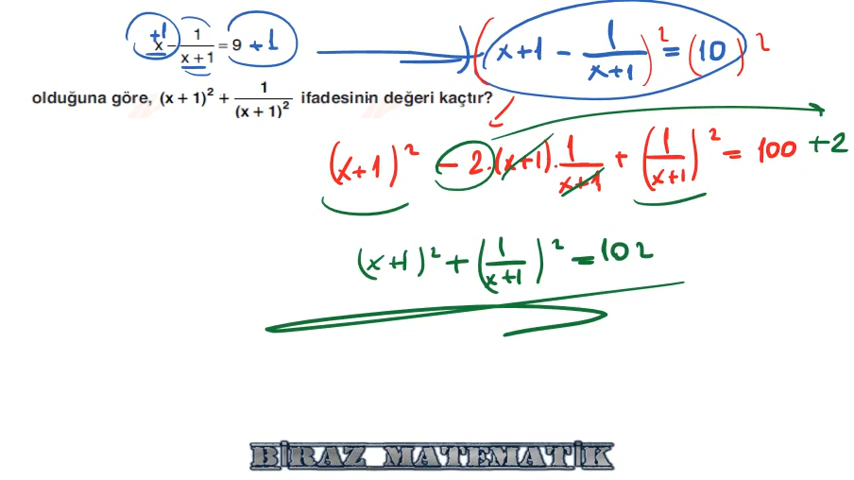 +1 x - 1/(x + 1) = 9 +1 (x+1 - 1/(x+1))² = (10)²
olduğuna göre, (x + 1)² + 1/(x + 1)² ifadesinin değeri kaçtır?
(x+1)² - 2.(x+1).1/(x+1) + (1/(x+1))² = 100 +2
(x+1)² + (1/(x+1))² = 102
BİRAZ MATEMATİK